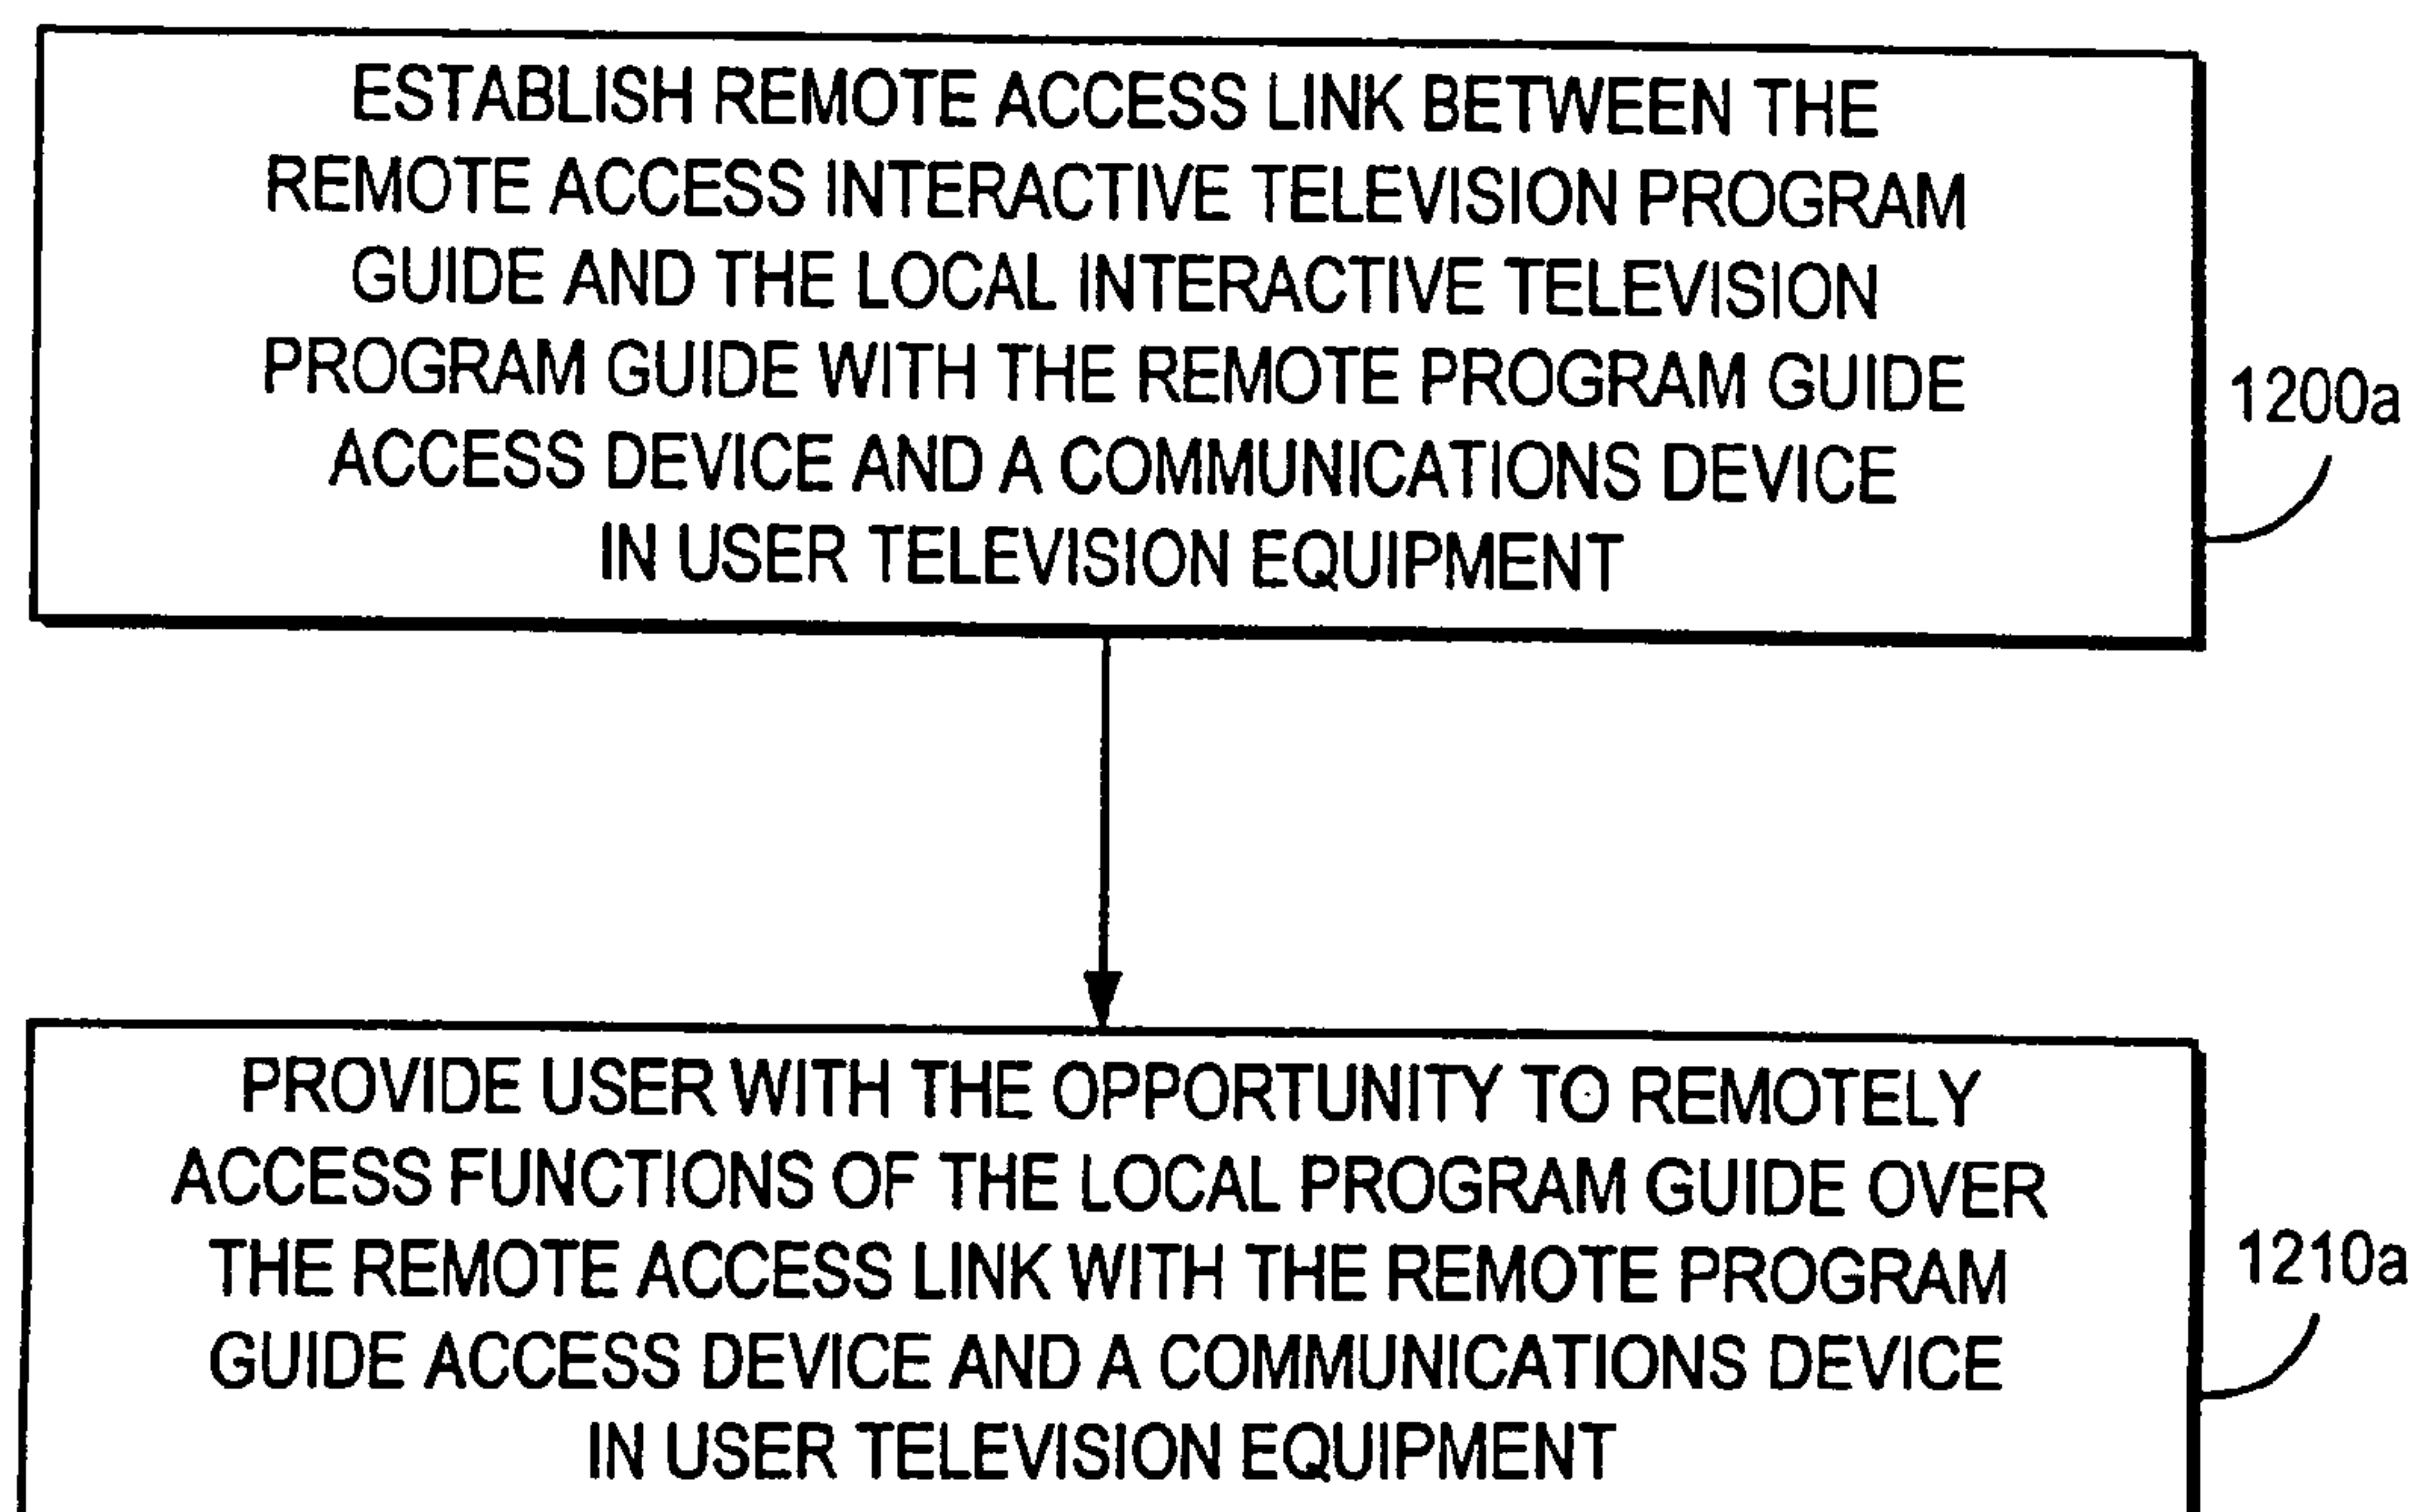 ESTABLISH REMOTE ACCESS LINK BETWEEN THE
REMOTE ACCESS INTERACTIVE TELEVISION PROGRAM
GUIDE AND THE LOCAL INTERACTIVE TELEVISION
PROGRAM GUIDE WITH THE REMOTE PROGRAM GUIDE
ACCESS DEVICE AND A COMMUNICATIONS DEVICE
IN USER TELEVISION EQUIPMENT
1200a
PROVIDE USER WITH THE OPPORTUNITY TO REMOTELY
ACCESS FUNCTIONS OF THE LOCAL PROGRAM GUIDE OVER
THE REMOTE ACCESS LINK WITH THE REMOTE PROGRAM
GUIDE ACCESS DEVICE AND A COMMUNICATIONS DEVICE
IN USER TELEVISION EQUIPMENT
1210a